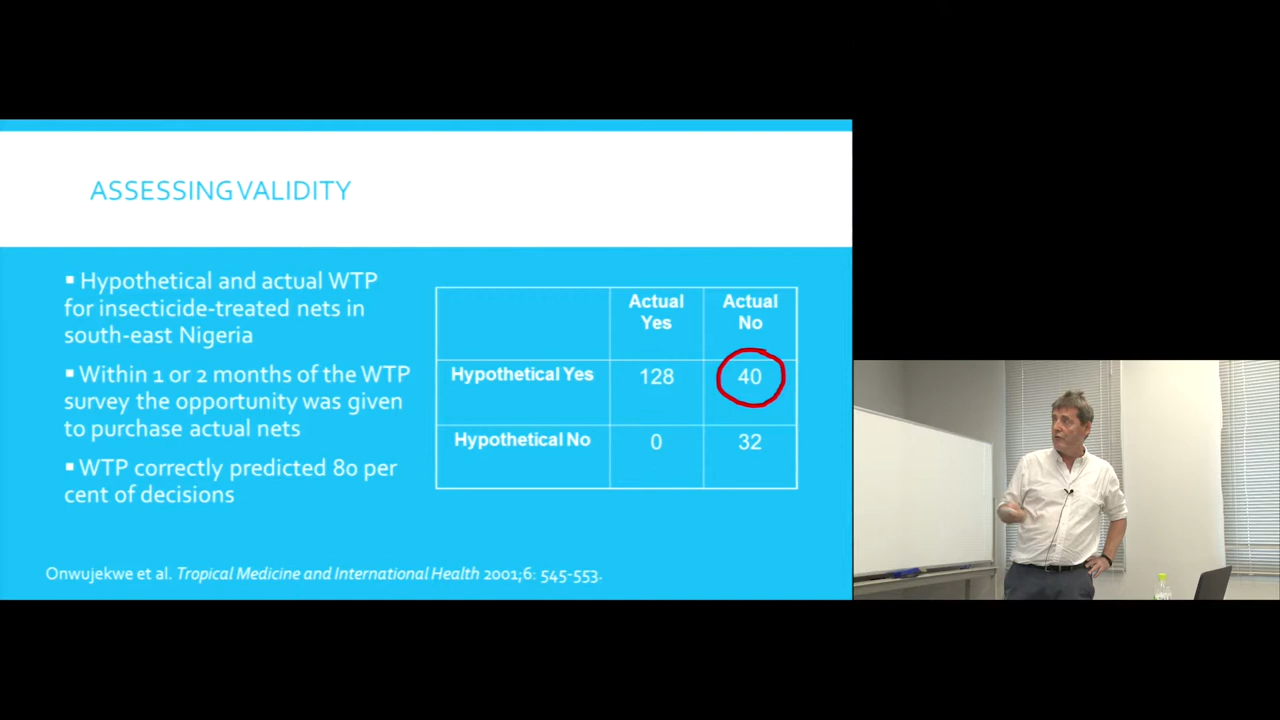 ASSESSING VALIDITY
▪ Hypothetical and actual WTP
for insecticide-treated nets in
south-east Nigeria
▪ Within 1 or 2 months of the WTP
survey the opportunity was given
to purchase actual nets
▪ WTP correctly predicted 80 per
cent of decisions
Actual Yes
Actual No
Hypothetical Yes 128 40
Hypothetical No 0 32
Onwujekwe et al. Tropical Medicine and International Health 2001;6: 545-553.